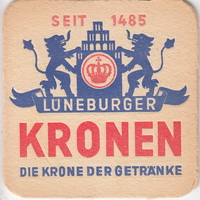 SEIT 1485
LÜNEBURGER
KRONEN
DIE KRONE DER GETRÄNKE